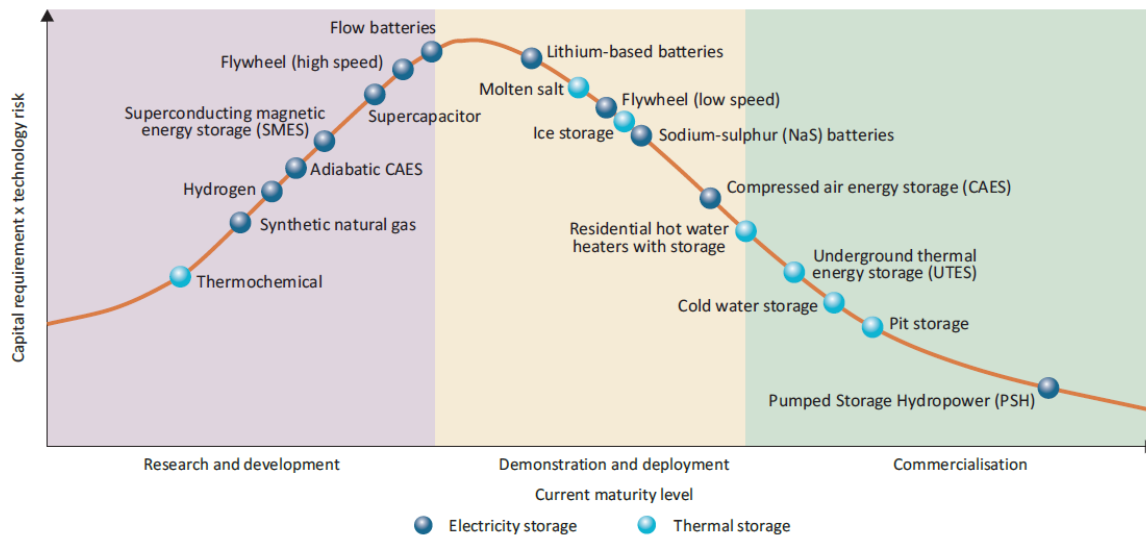 Capital requirement x technology risk
Flow batteries
Flywheel (high speed)
Supercapacitor
Superconducting magnetic
energy storage (SMES)
Adiabatic CAES
Hydrogen
Synthetic natural gas
Thermochemical
Lithium-based batteries
Molten salt
Flywheel (low speed)
Ice storage
Sodium-sulphur (NaS) batteries
Compressed air energy storage (CAES)
Residential hot water
heaters with storage
Underground thermal
energy storage (UTES)
Cold water storage
Pit storage
Pumped Storage Hydropower (PSH)
Research and development
Demonstration and deployment
Commercialisation
Current maturity level
Electricity storage
Thermal storage